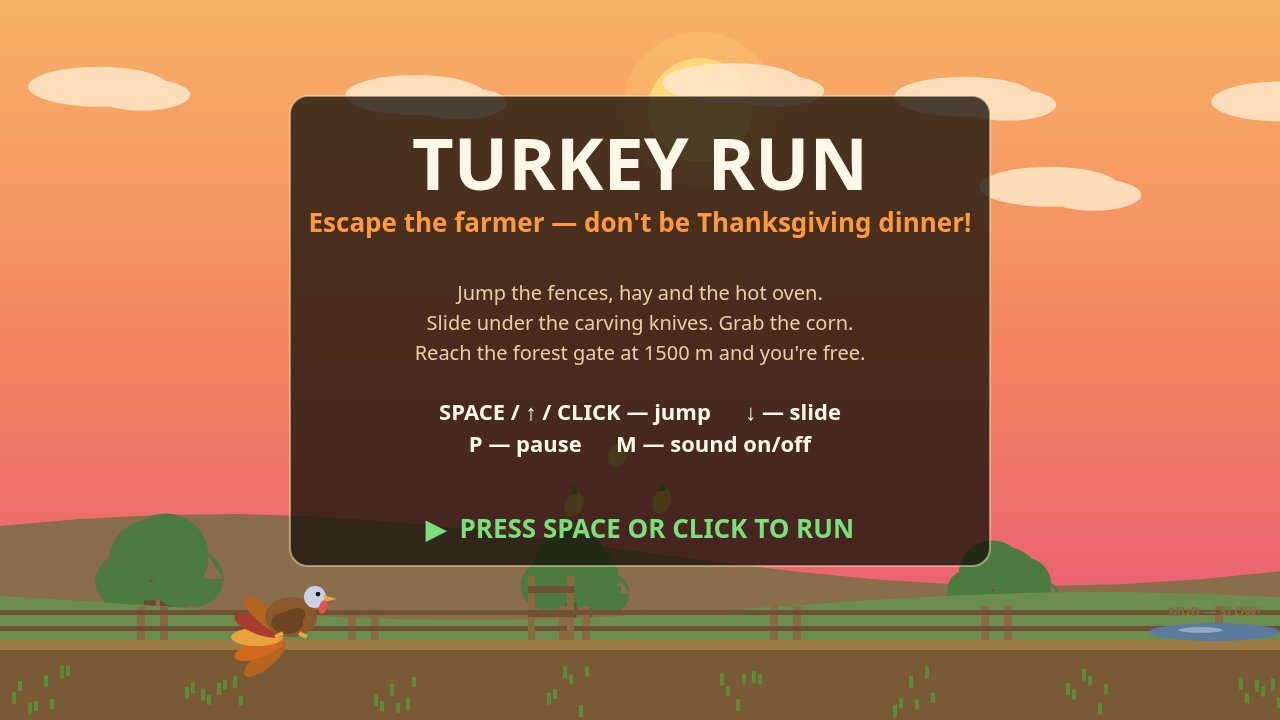 TURKEY RUN
Escape the farmer — don't be Thanksgiving dinner!
Jump the fences, hay and the hot oven.
Slide under the carving knives. Grab the corn.
Reach the forest gate at 1500 m and you're free.
SPACE / ↑ / CLICK — jump ↓ — slide
P — pause M — sound on/off
▶ PRESS SPACE OR CLICK TO RUN
MUD — SLOW!